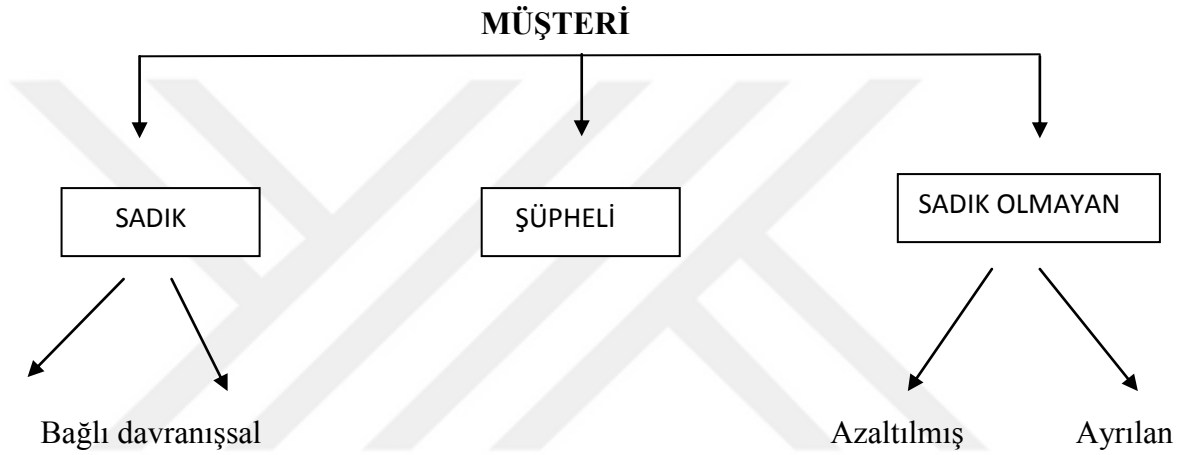 MÜŞTERİ
SADIK
ŞÜPHELİ
SADIK OLMAYAN
Bağlı davranışsal
Azaltılmış
Ayrılan